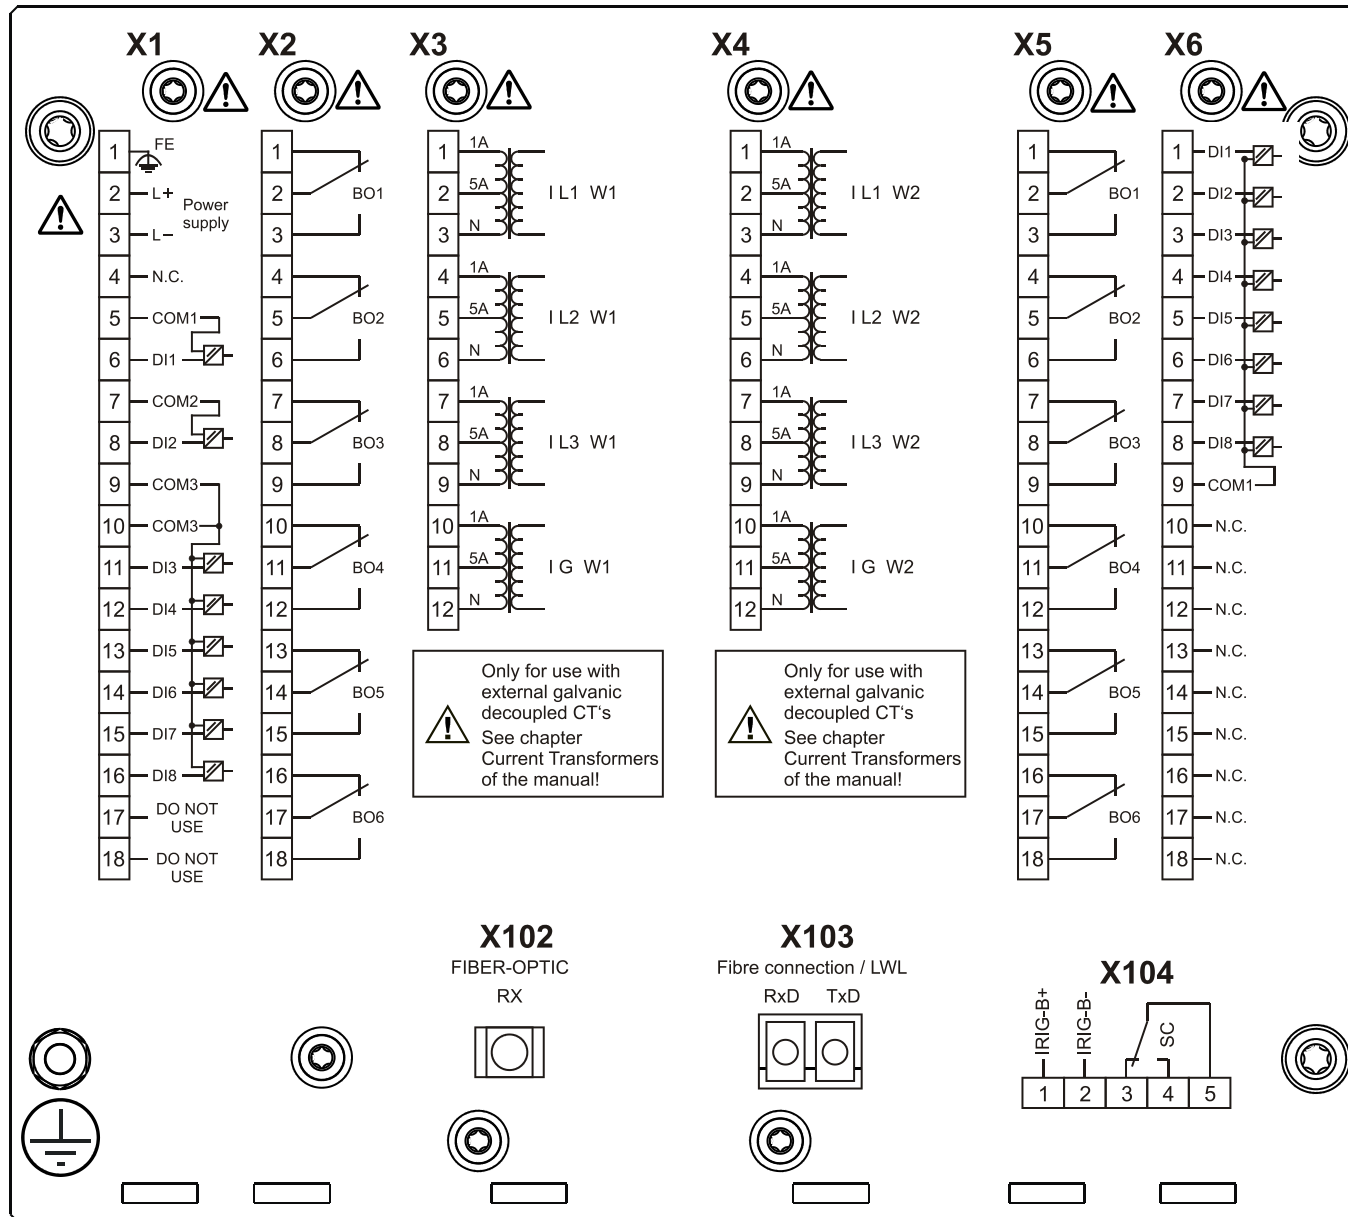 X1 X2 X3 X4 X5 X6
1 FE
2 L+
3 L−
Power
supply
4 N.C.
5 COM1
6 DI1
7 COM2
8 DI2
9 COM3
10 COM3
11 DI3
12 DI4
13 DI5
14 DI6
15 DI7
16 DI8
17 DO NOT
USE
18 DO NOT
USE
1
2 BO1
3
4
5 BO2
6
7
8 BO3
9
10
11 BO4
12
13
14 BO5
15
16
17 BO6
18
1 1A
2 5A I L1 W1
3 N
4 1A
5 5A I L2 W1
6 N
7 1A
8 5A I L3 W1
9 N
10 1A
11 5A I G W1
12 N
Only for use with
external galvanic
decoupled CT‘s
See chapter
Current Transformers
of the manual!
1 1A
2 5A I L1 W2
3 N
4 1A
5 5A I L2 W2
6 N
7 1A
8 5A I L3 W2
9 N
10 1A
11 5A I G W2
12 N
Only for use with
external galvanic
decoupled CT‘s
See chapter
Current Transformers
of the manual!
1
2 BO1
3
4
5 BO2
6
7
8 BO3
9
10
11 BO4
12
13
14 BO5
15
16
17 BO6
18
1 DI1
2 DI2
3 DI3
4 DI4
5 DI5
6 DI6
7 DI7
8 DI8
9 COM1
10 N.C.
11 N.C.
12 N.C.
13 N.C.
14 N.C.
15 N.C.
16 N.C.
17 N.C.
18 N.C.
X102
FIBER-OPTIC
RX
X103
Fibre connection / LWL
RxD TxD
X104
IRIG-B+
IRIG-B-
SC
1 2 3 4 5